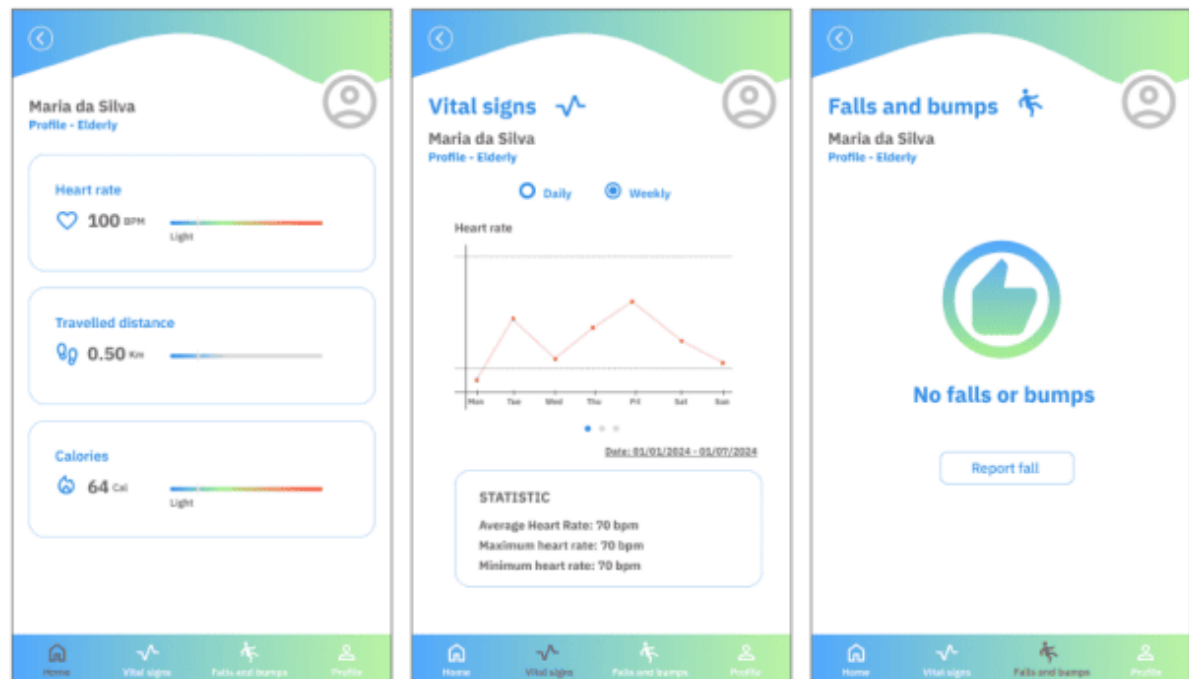 Maria da Silva
Profile - Elderly
Heart rate
100 BPM
Light
Travelled distance
0.50 Km
Calories
64 Cal
Light
Home
Vital signs
Falls and bumps
Profile
Vital signs
Maria da Silva
Profile - Elderly
Daily
Weekly
Heart rate
Mon Tue Wed Thu Fri Sat Sun
Date: 01/01/2024 - 01/07/2024
STATISTIC
Average Heart Rate: 70 bpm
Maximum heart rate: 70 bpm
Minimum heart rate: 70 bpm
Home
Vital signs
Falls and bumps
Profile
Falls and bumps
Maria da Silva
Profile - Elderly
No falls or bumps
Report fall
Home
Vital signs
Falls and bumps
Profile